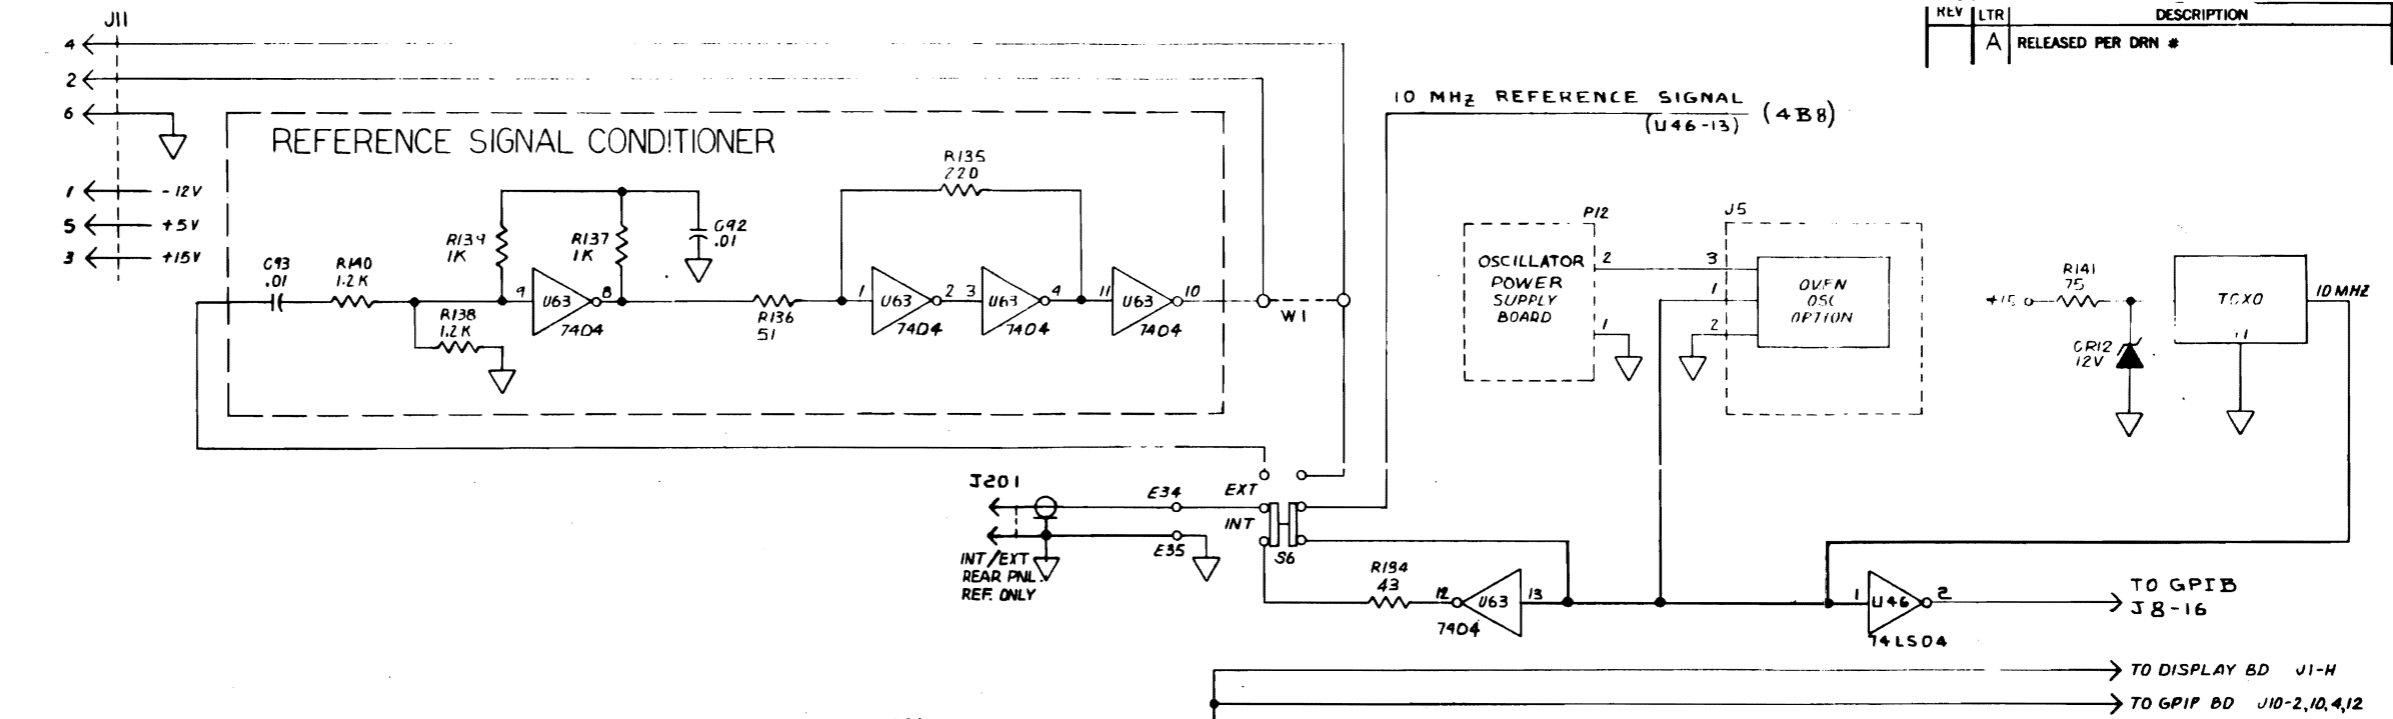 J11
REV LTR DESCRIPTION
A RELEASED PER DRN #
4
2
6
1 -12V
5 +5V
3 +15V
REFERENCE SIGNAL CONDITIONER
10 MHz REFERENCE SIGNAL
(U46-13) (4B8)
R135
220
R139
1K
R137
1K
C92
.01
C93
.01
R140
1.2K
R138
1.2K
9 U63 8
7404
R136
51
1 U63 2
7404
3 U63 4
7404
11 U63 10
7404
W1
P12
OSCILLATOR
POWER
SUPPLY
BOARD
2
1
J5
3
1
2
OVEN
OSC
OPTION
+15
R141
75
CR12
12V
TCXO
10 MHZ
J201
E34
E35
EXT
INT
S6
INT/EXT
REAR PNL.
REF. ONLY
R194
43
12 U63 13
7404
1 U46 2
74LS04
TO GPIB
J8-16
TO DISPLAY BD J1-H
TO GPIP BD J10-2,10,4,12